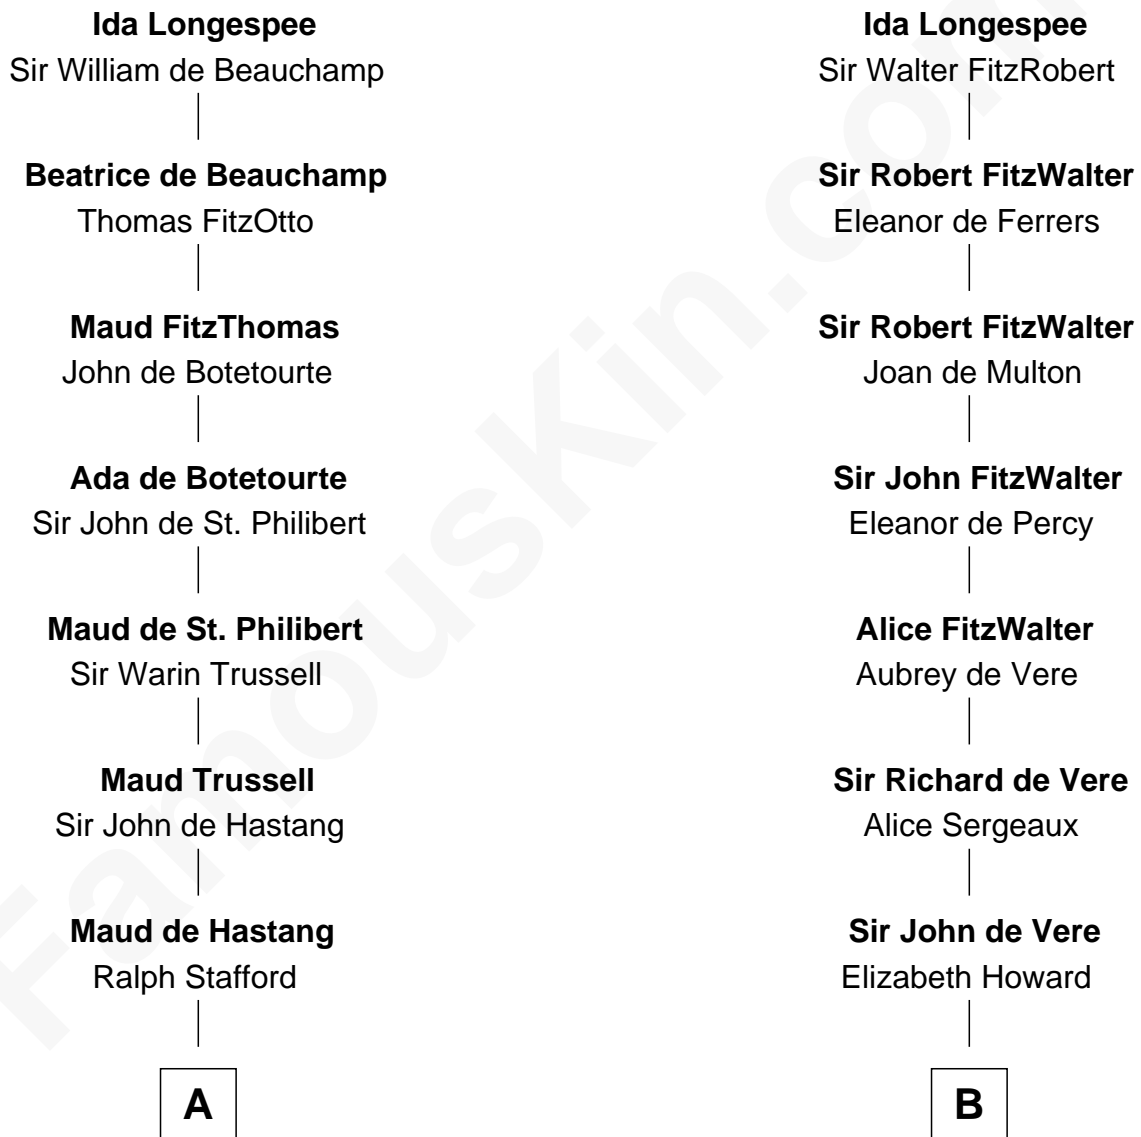 Ida Longespee
Sir William de Beauchamp
Beatrice de Beauchamp
Thomas FitzOtto
Maud FitzThomas
John de Botetourte
Ada de Botetourte
Sir John de St. Philibert
Maud de St. Philibert
Sir Warin Trussell
Maud Trussell
Sir John de Hastang
Maud de Hastang
Ralph Stafford
A
Ida Longespee
Sir Walter FitzRobert
Sir Robert FitzWalter
Eleanor de Ferrers
Sir Robert FitzWalter
Joan de Multon
Sir John FitzWalter
Eleanor de Percy
Alice FitzWalter
Aubrey de Vere
Sir Richard de Vere
Alice Sergeaux
Sir John de Vere
Elizabeth Howard
B
FamousKin.com